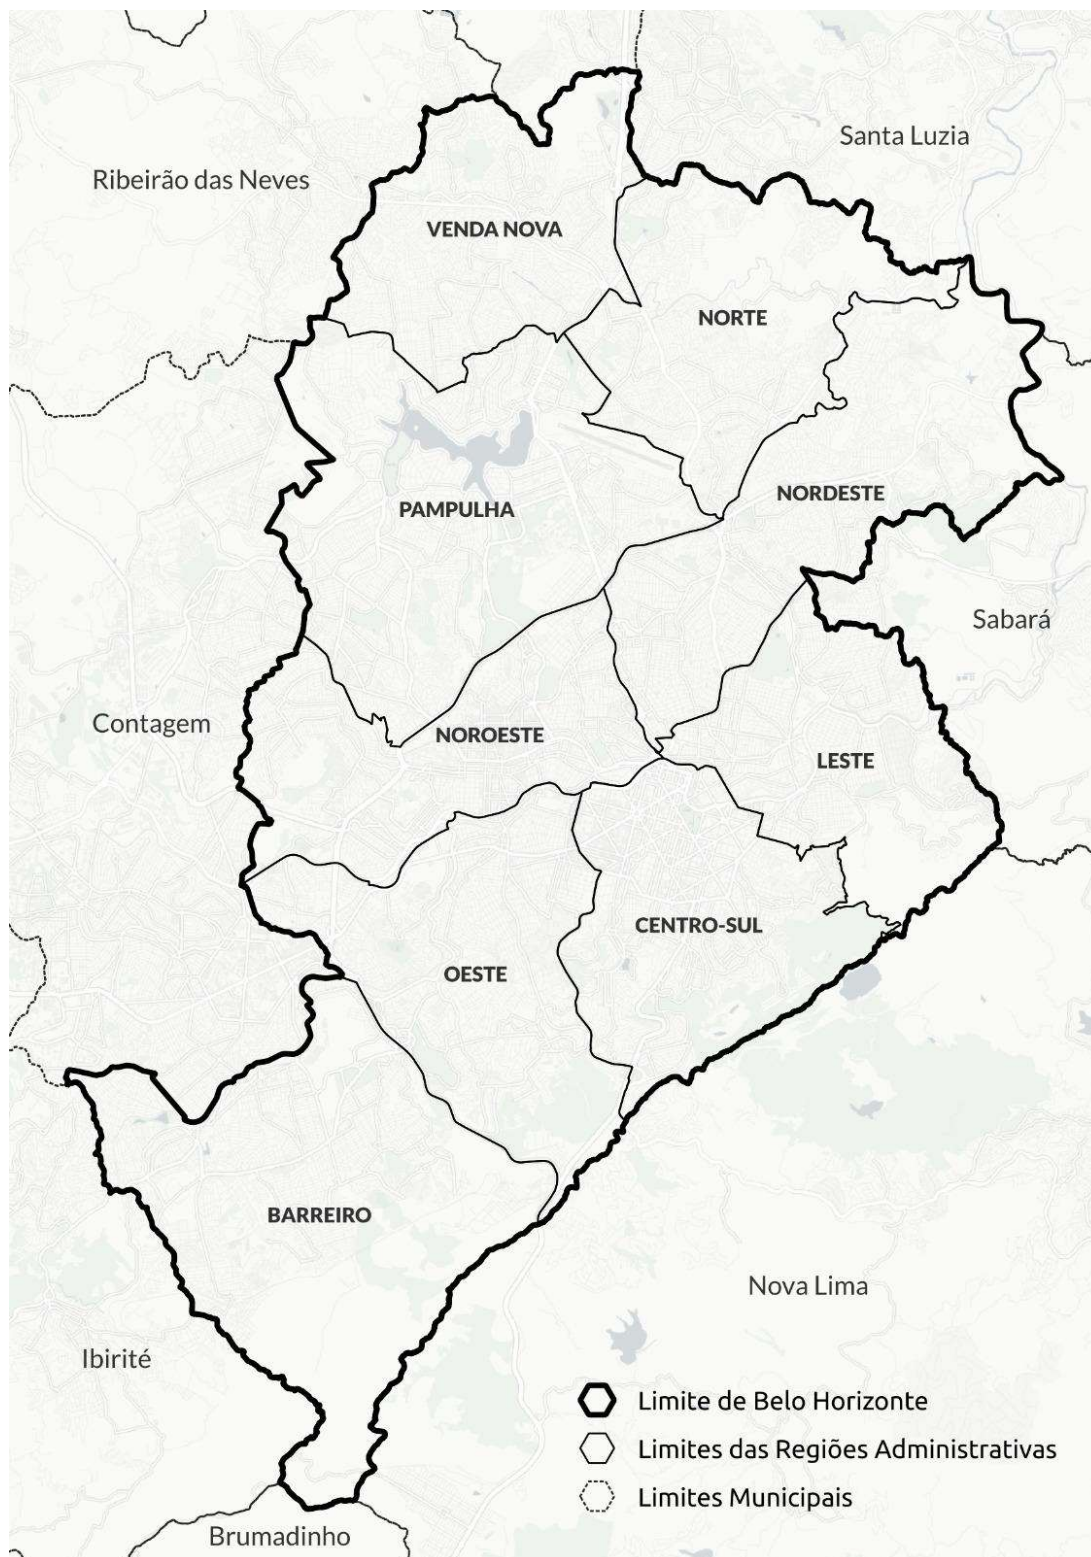 Santa Luzia
Ribeirão das Neves
VENDA NOVA
NORTE
NORDESTE
PAMPULHA
Sabará
Contagem
NOROESTE
LESTE
CENTRO-SUL
OESTE
BARREIRO
Nova Lima
Ibirité
Limite de Belo Horizonte
Limites das Regiões Administrativas
Limites Municipais
Brumadinho